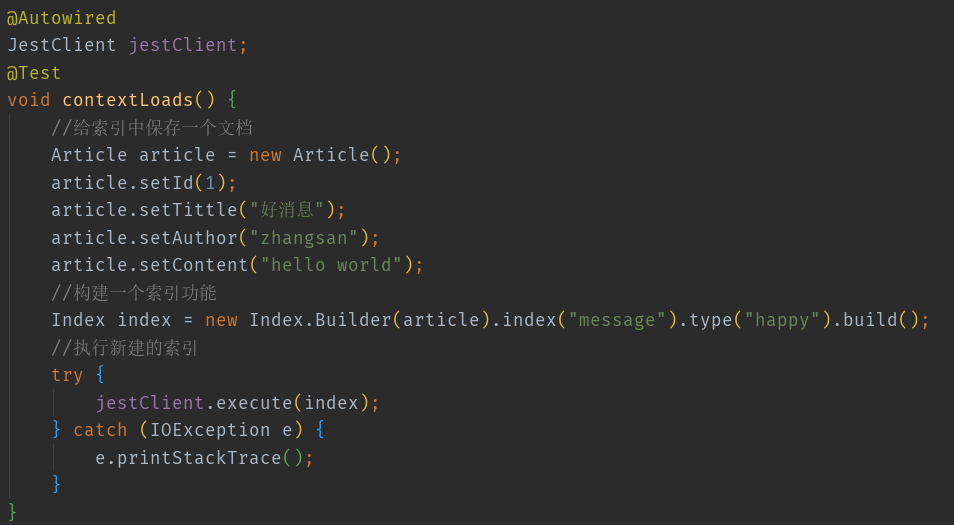 @Autowired
JestClient jestClient;
@Test
void contextLoads() {
    //给索引中保存一个文档
    Article article = new Article();
    article.setId(1);
    article.setTittle("好消息");
    article.setAuthor("zhangsan");
    article.setContent("hello world");
    //构建一个索引功能
    Index index = new Index.Builder(article).index("message").type("happy").build();
    //执行新建的索引
    try {
        jestClient.execute(index);
    } catch (IOException e) {
        e.printStackTrace();
    }
}